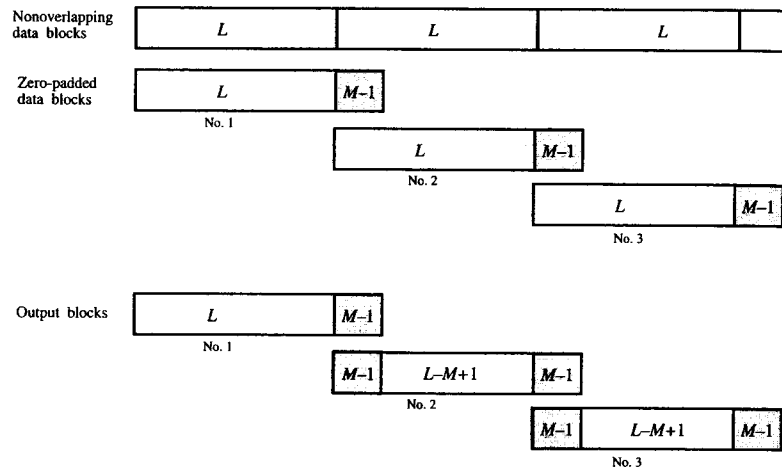 Nonoverlapping
data blocks
L L L
Zero-padded
data blocks
L M–1
No. 1
L M–1
No. 2
L M–1
No. 3
Output blocks
L M–1
No. 1
M–1 L–M+1 M–1
No. 2
M–1 L–M+1 M–1
No. 3